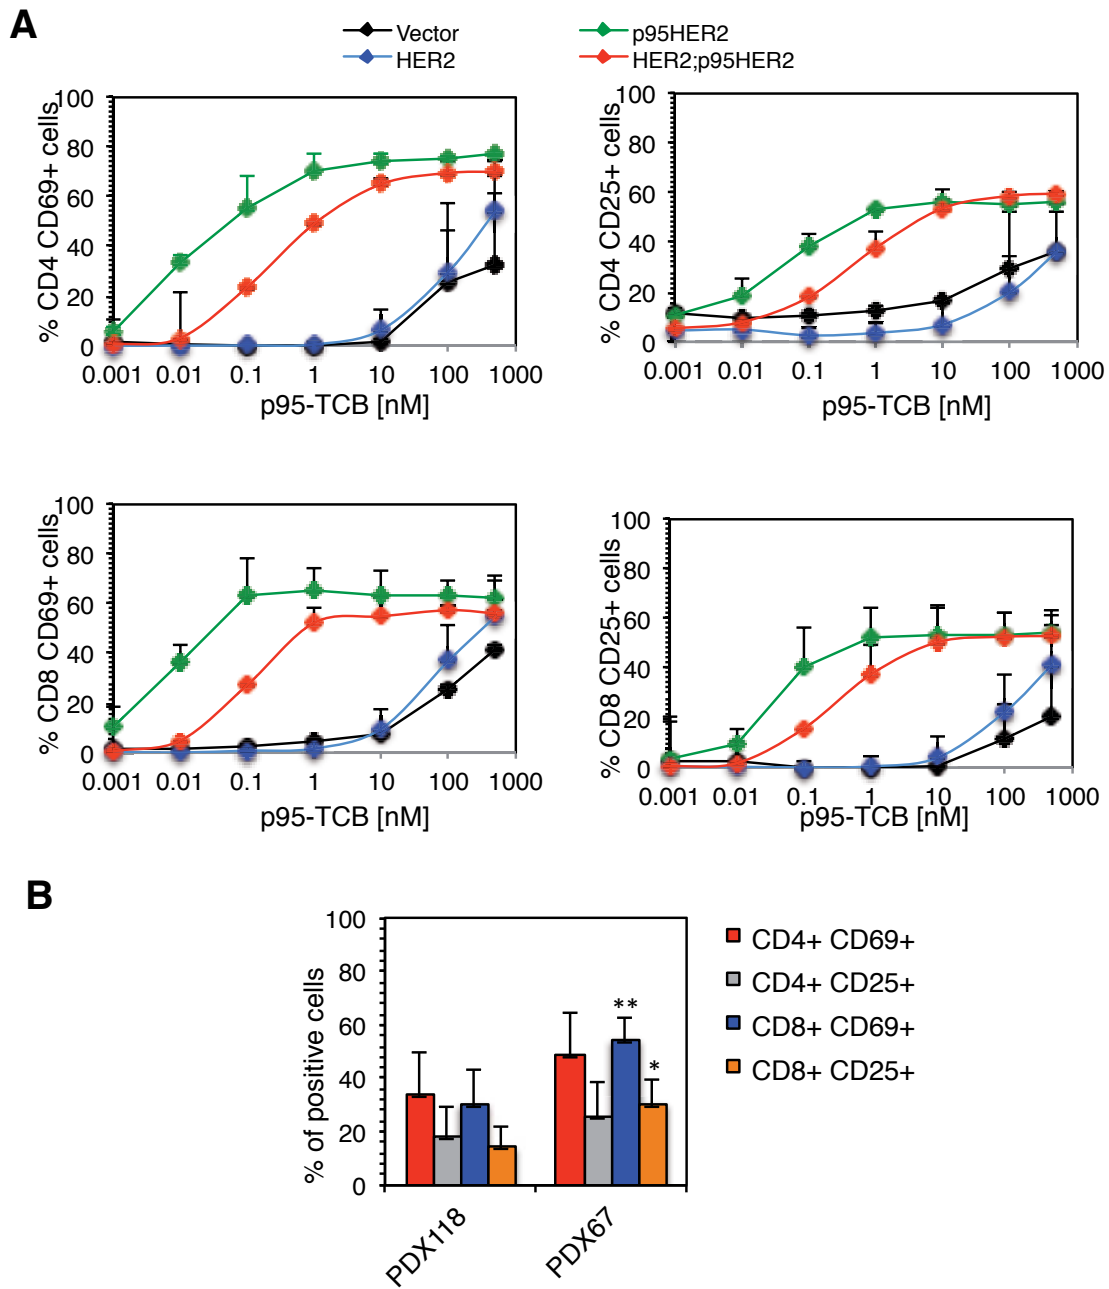 A
Vector
HER2
p95HER2
HER2;p95HER2
% CD4 CD69+ cells
100
80
60
40
20
0
0.001 0.01 0.1 1 10 100 1000
p95-TCB [nM]
% CD4 CD25+ cells
100
80
60
40
20
0
0.001 0.01 0.1 1 10 100 1000
p95-TCB [nM]
% CD8 CD69+ cells
100
80
60
40
20
0
0.001 0.01 0.1 1 10 100 1000
p95-TCB [nM]
% CD8 CD25+ cells
100
80
60
40
20
0
0.001 0.01 0.1 1 10 100 1000
p95-TCB [nM]
B
% of positive cells
100
80
60
40
20
0
**
*
PDX118
PDX67
CD4+ CD69+
CD4+ CD25+
CD8+ CD69+
CD8+ CD25+